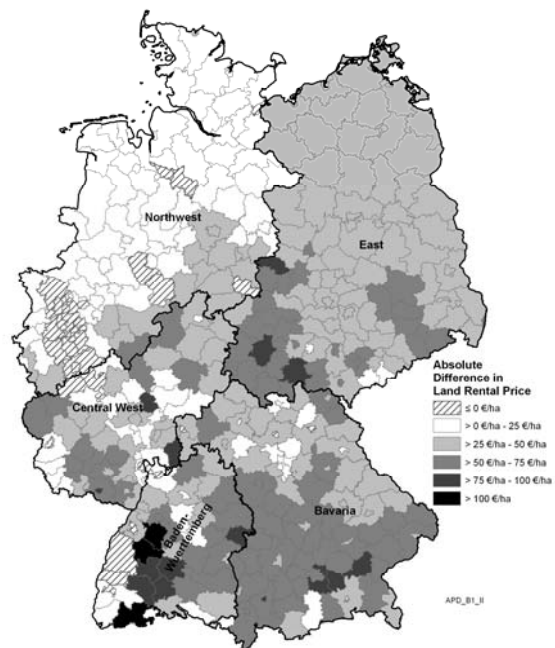 Northwest
East
Central West
Baden-
Wuerttemberg
Bavaria
Absolute
Difference in
Land Rental Price
≤ 0 €/ha
> 0 €/ha - 25 €/ha
> 25 €/ha - 50 €/ha
> 50 €/ha - 75 €/ha
> 75 €/ha - 100 €/ha
> 100 €/ha
APD_B1_II